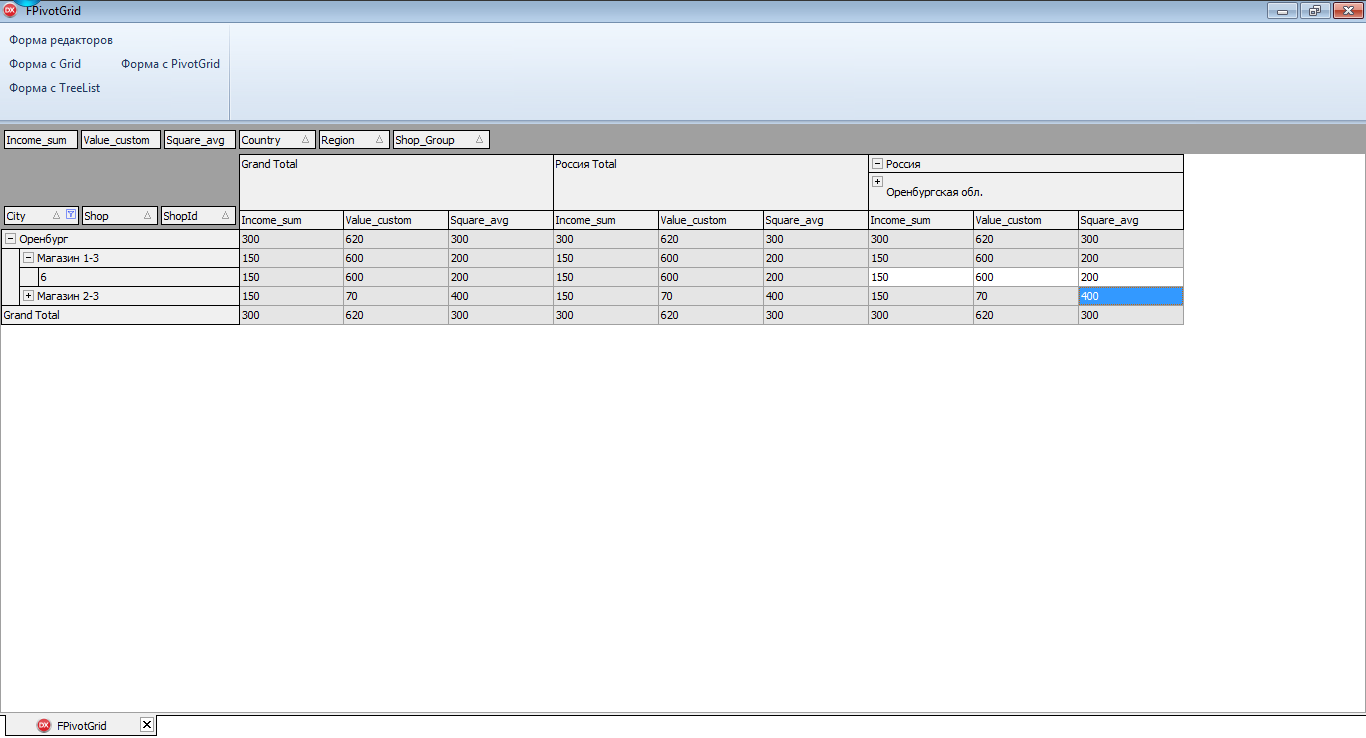 FPivotGrid
Форма редакторов
Форма с Grid Форма с PivotGrid
Форма с TreeList
Income_sum Value_custom Square_avg Country Region Shop_Group
Grand Total Россия Total Россия
Оренбургская обл.
City Shop ShopId Income_sum Value_custom Square_avg Income_sum Value_custom Square_avg Income_sum Value_custom Square_avg
Оренбург 300 620 300 300 620 300 300 620 300
Магазин 1-3 150 600 200 150 600 200 150 600 200
6 150 600 200 150 600 200 150 600 200
Магазин 2-3 150 70 400 150 70 400 150 70 400
Grand Total 300 620 300 300 620 300 300 620 300
DX FPivotGrid